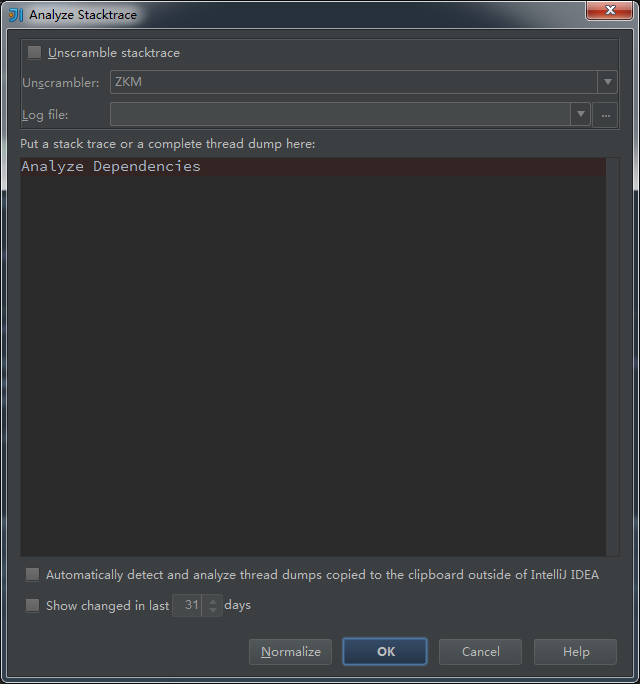 JI Analyze Stacktrace
Unscramble stacktrace
Unscrambler: ZKM
Log file: ...
Put a stack trace or a complete thread dump here:
Analyze Dependencies
Automatically detect and analyze thread dumps copied to the clipboard outside of IntelliJ IDEA
Show changed in last 31 days
Normalize OK Cancel Help